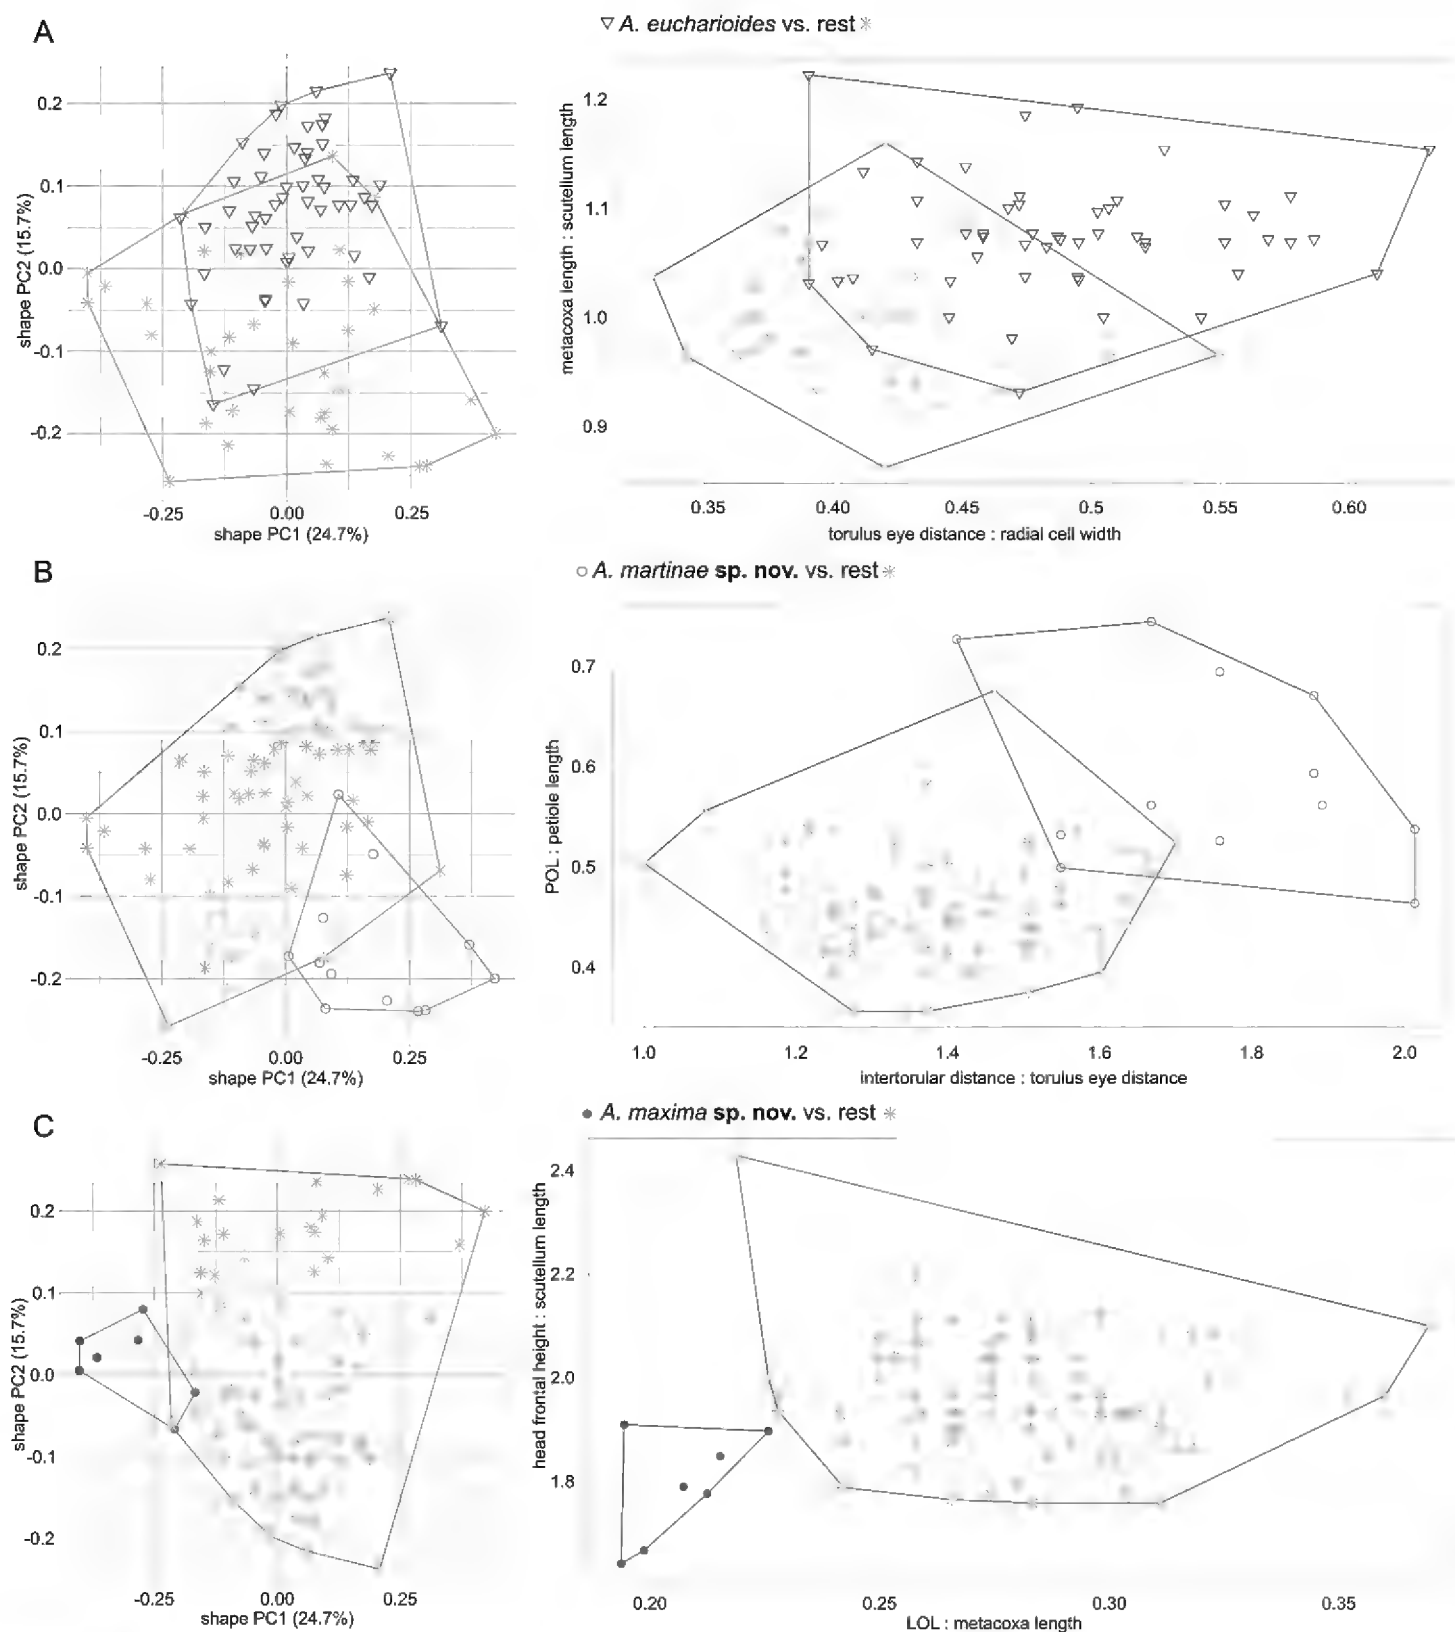 A
▽ A. eucharioides vs. rest ✳
0.2
0.1
0.0
-0.1
-0.2
shape PC2 (15.7%)
-0.25 0.00 0.25
shape PC1 (24.7%)
1.2
1.1
1.0
0.9
metacoxa length : scutellum length
0.35 0.40 0.45 0.5 0.55 0.60
torulus eye distance : radial cell width
B
○ A. martinae sp. nov. vs. rest ✳
0.2
0.1
0.0
-0.1
-0.2
shape PC2 (15.7%)
-0.25 0.00 0.25
shape PC1 (24.7%)
0.7
0.6
0.5
0.4
POL : petiole length
1.0 1.2 1.4 1.6 1.8 2.0
intertorular distance : torulus eye distance
C
● A. maxima sp. nov. vs. rest ✳
0.2
0.1
0.0
-0.1
-0.2
shape PC2 (15.7%)
-0.25 0.00 0.25
shape PC1 (24.7%)
2.4
2.2
2.0
1.8
head frontal height : scutellum length
0.20 0.25 0.30 0.35
LOL : metacoxa length